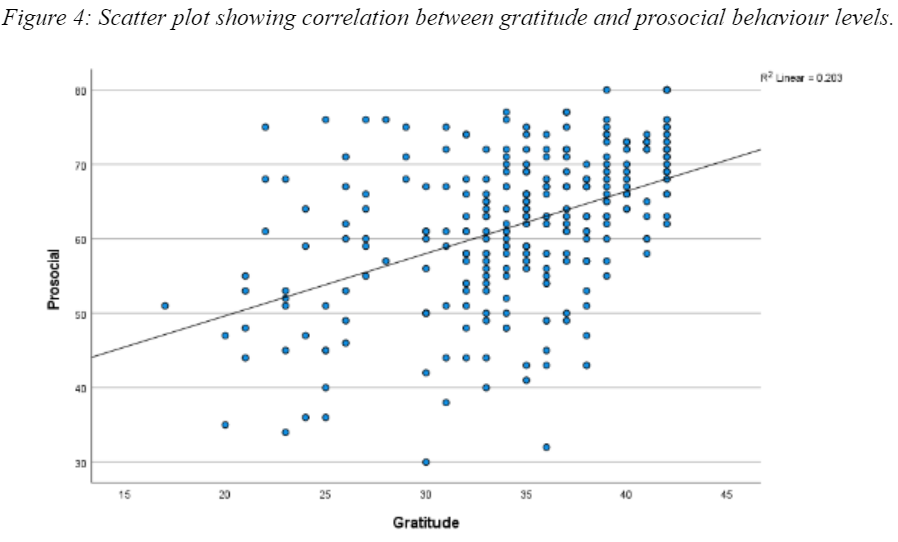 Figure 4: Scatter plot showing correlation between gratitude and prosocial behaviour levels.
R² Linear = 0.203
80
70
60
50
40
30
Prosocial
15 20 25 30 35 40 45
Gratitude